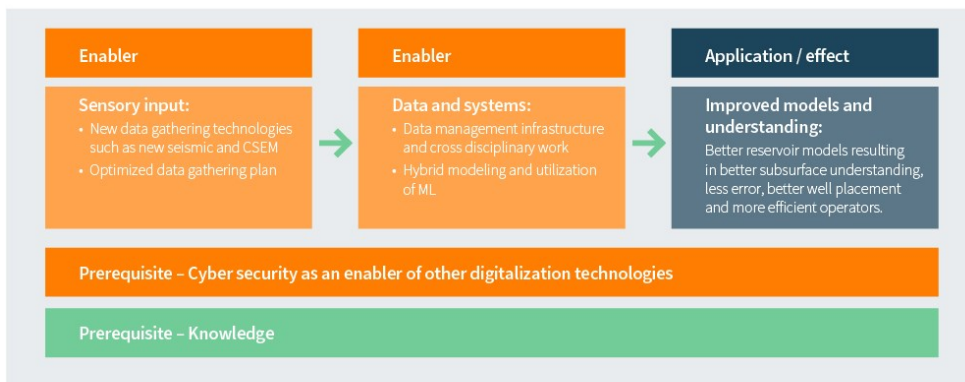 Enabler
Sensory input:
• New data gathering technologies
such as new seismic and CSEM
• Optimized data gathering plan
Enabler
Data and systems:
• Data management infrastructure
and cross disciplinary work
• Hybrid modeling and utilization
of ML
Application / effect
Improved models and
understanding:
Better reservoir models resulting
in better subsurface understanding,
less error, better well placement
and more efficient operators.
Prerequisite – Cyber security as an enabler of other digitalization technologies
Prerequisite – Knowledge